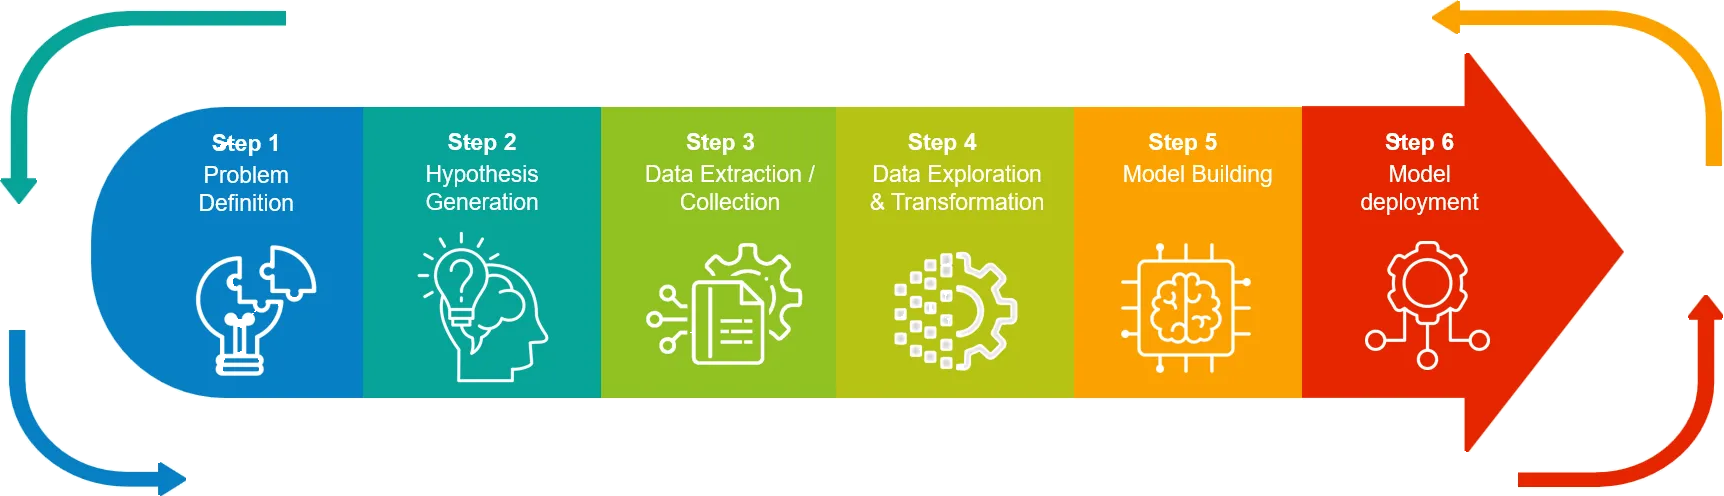 Step 1
Problem
Definition
Step 2
Hypothesis
Generation
Step 3
Data Extraction /
Collection
Step 4
Data Exploration
& Transformation
Step 5
Model Building
Step 6
Model
deployment
?